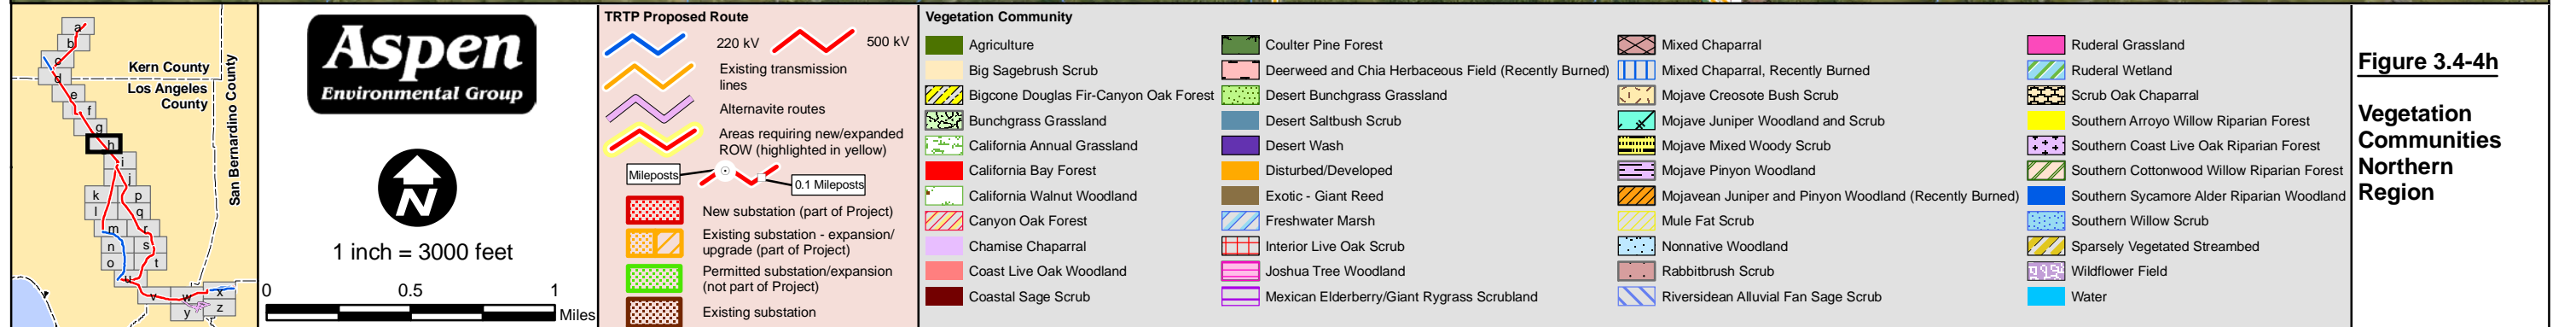 a
b
c
d
e
f
g
h
i
j
k
p
l
q
m
r
n
s
o
t
u
v
w
x
y
z
Kern County
Los Angeles
County
San Bernardino County
Aspen
Environmental Group
N
1 inch = 3000 feet
0 0.5 1
Miles
TRTP Proposed Route
220 kV
500 kV
Existing transmission
lines
Alternavite routes
Areas requiring new/expanded
ROW (highlighted in yellow)
Mileposts
0.1 Mileposts
New substation (part of Project)
Existing substation - expansion/
upgrade (part of Project)
Permitted substation/expansion
(not part of Project)
Existing substation
Vegetation Community
Agriculture
Big Sagebrush Scrub
Bigcone Douglas Fir-Canyon Oak Forest
Bunchgrass Grassland
California Annual Grassland
California Bay Forest
California Walnut Woodland
Canyon Oak Forest
Chamise Chaparral
Coast Live Oak Woodland
Coastal Sage Scrub
Coulter Pine Forest
Deerweed and Chia Herbaceous Field (Recently Burned)
Desert Bunchgrass Grassland
Desert Saltbush Scrub
Desert Wash
Disturbed/Developed
Exotic - Giant Reed
Freshwater Marsh
Interior Live Oak Scrub
Joshua Tree Woodland
Mexican Elderberry/Giant Rygrass Scrubland
Mixed Chaparral
Mixed Chaparral, Recently Burned
Mojave Creosote Bush Scrub
Mojave Juniper Woodland and Scrub
Mojave Mixed Woody Scrub
Mojave Pinyon Woodland
Mojavean Juniper and Pinyon Woodland (Recently Burned)
Mule Fat Scrub
Nonnative Woodland
Rabbitbrush Scrub
Riversidean Alluvial Fan Sage Scrub
Ruderal Grassland
Ruderal Wetland
Scrub Oak Chaparral
Southern Arroyo Willow Riparian Forest
Southern Coast Live Oak Riparian Forest
Southern Cottonwood Willow Riparian Forest
Southern Sycamore Alder Riparian Woodland
Southern Willow Scrub
Sparsely Vegetated Streambed
Wildflower Field
Water
Figure 3.4-4h
Vegetation
Communities
Northern
Region